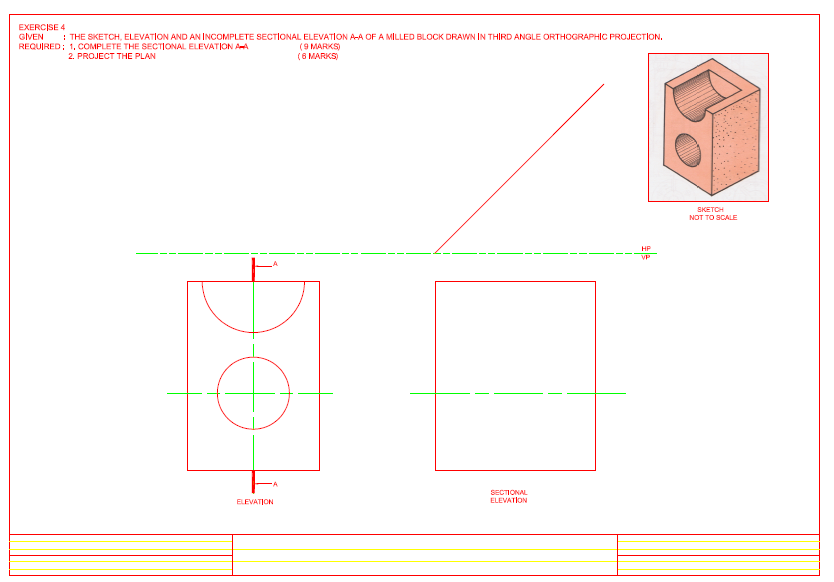 EXERCISE 4
GIVEN : THE SKETCH, ELEVATION AND AN INCOMPLETE SECTIONAL ELEVATION A-A OF A MILLED BLOCK DRAWN IN THIRD ANGLE ORTHOGRAPHIC PROJECTION.
REQUIRED : 1, COMPLETE THE SECTIONAL ELEVATION A-A ( 9 MARKS)
2. PROJECT THE PLAN ( 6 MARKS)
SKETCH
NOT TO SCALE
HP
VP
A
A
ELEVATION
SECTIONAL
ELEVATION